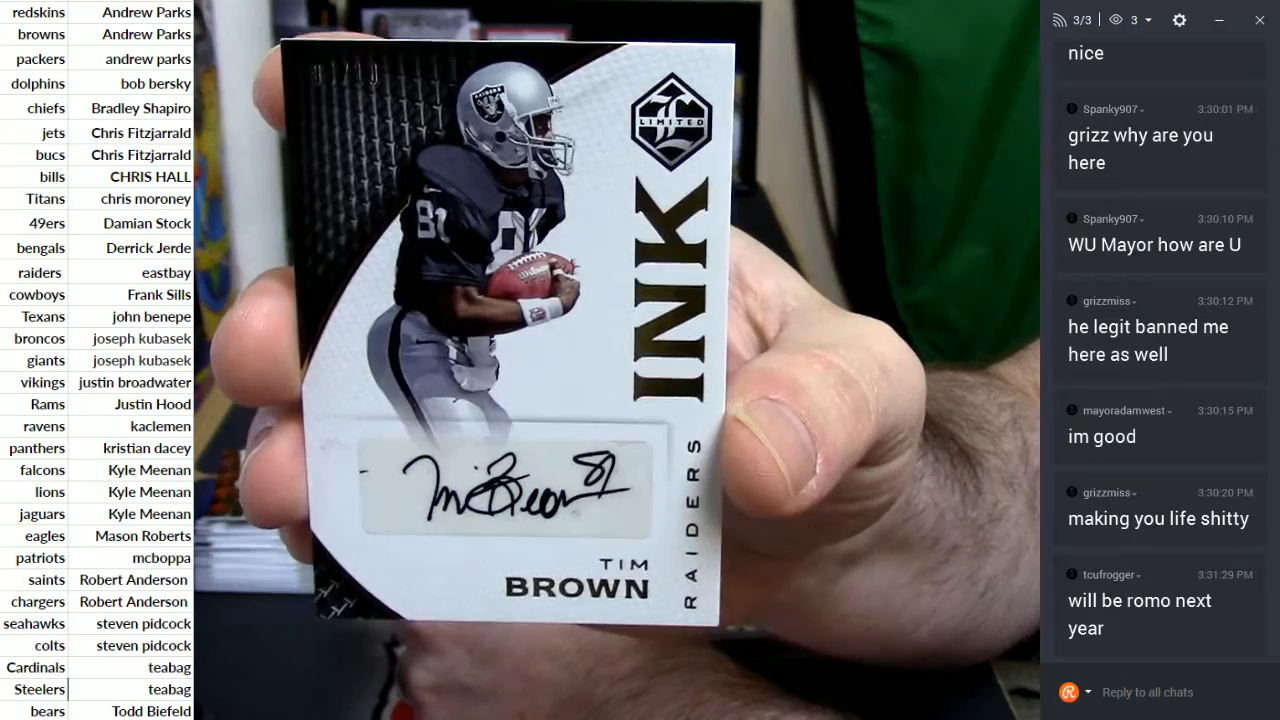 redskins Andrew Parks
browns Andrew Parks
packers andrew parks
dolphins bob bersky
chiefs Bradley Shapiro
jets Chris Fitzjarrald
bucs Chris Fitzjarrald
bills CHRIS HALL
Titans chris moroney
49ers Damian Stock
bengals Derrick Jerde
raiders eastbay
cowboys Frank Sills
Texans john benepe
broncos joseph kubasek
giants joseph kubasek
vikings justin broadwater
Rams Justin Hood
ravens kaclemen
panthers kristian dacey
falcons Kyle Meenan
lions Kyle Meenan
jaguars Kyle Meenan
eagles Mason Roberts
patriots mcboppa
saints Robert Anderson
chargers Robert Anderson
seahawks steven pidcock
colts steven pidcock
Cardinals teabag
Steelers teabag
bears Todd Biefeld
RAIDERS
81
LIMITED
INK
Tim Brown 81
TIM
BROWN
RAIDERS
3/3 3
nice
Spanky907 3:30:01 PM
grizz why are you
here
Spanky907 3:30:10 PM
WU Mayor how are U
grizzmiss 3:30:12 PM
he legit banned me
here as well
mayoradamwest 3:30:15 PM
im good
grizzmiss 3:30:20 PM
making you life shitty
tcufrogger 3:31:29 PM
will be romo next
year
Reply to all chats